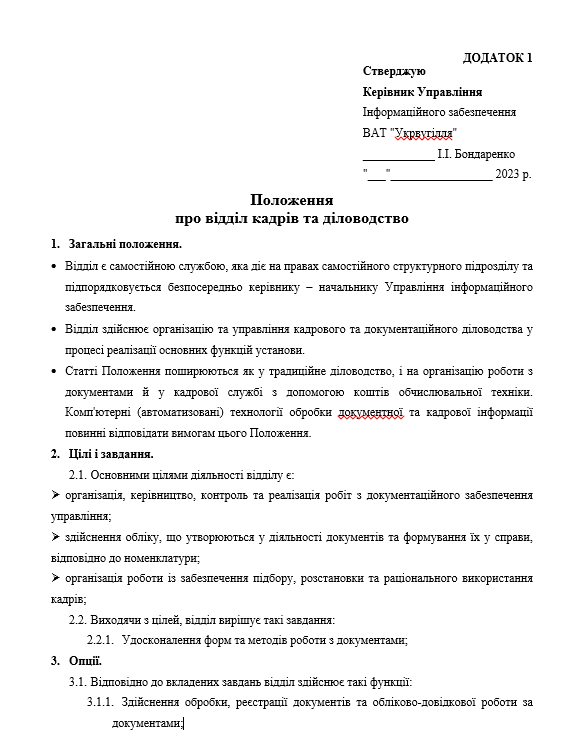 ДОДАТОК 1
Стверджую
Керівник Управління
Інформаційного забезпечення
ВАТ "Укрвугілля"
____________ І.І. Бондаренко
"___"_________________ 2023 р.
Положення
про відділ кадрів та діловодство
1. Загальні положення.
• Відділ є самостійною службою, яка діє на правах самостійного структурного підрозділу та
підпорковується безпосередньо керівнику – начальнику Управління інформаційного
забезпечення.
• Відділ здійснює організацію та управління кадрового та документаційного діловодства у
процесі реалізації основних функцій установи.
• Статті Положення поширюються як у традиційне діловодство, і на організацію роботи з
документами й у кадрової службі з допомогою коштів обчислювальної техніки.
Комп'ютерні (автоматизовані) технології обробки документної та кадрової інформації
повинні відповідати вимогам цього Положення.
2. Цілі і завдання.
2.1. Основними цілями діяльності відділу є:
➢ організація, керівництво, контроль та реалізація робіт з документаційного забезпечення
управління;
➢ здійснення обліку, що утворюються у діяльності документів та формування їх у справи,
відповідно до номенклатури;
➢ організація роботи із забезпечення підбору, розстановки та раціонального використання
кадрів;
2.2. Виходячи з цілей, відділ вирішує такі завдання:
2.2.1. Удосконалення форм та методів роботи з документами;
3. Опції.
3.1. Відповідно до вкладених завдань відділ здійснює такі функції:
3.1.1. Здійснення обробки, реєстрації документів та обліково-довідкової роботи за
документами;